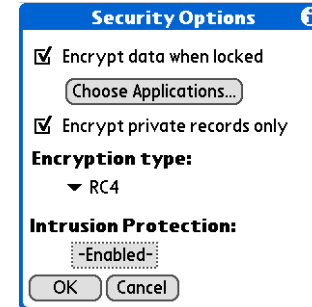 Security Options
Encrypt data when locked
Choose Applications...
Encrypt private records only
Encryption type:
RC4
Intrusion Protection:
-Enabled-
OK Cancel